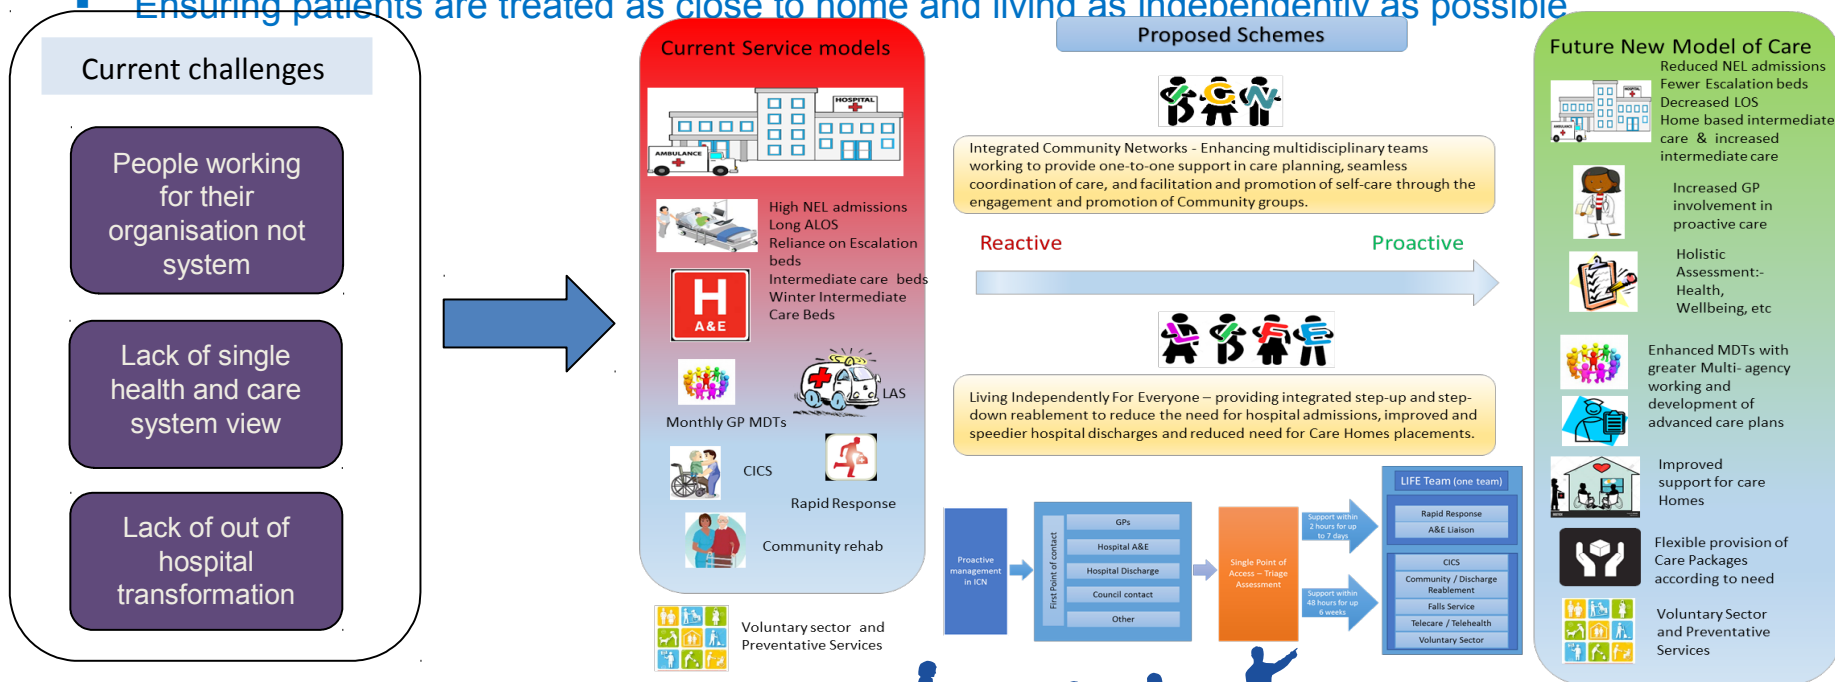 Ensuring patients are treated as close to home and living as independently as possible
Current challenges
People working
for their
organisation not
system
Lack of single
health and care
system view
Lack of out of
hospital
transformation
Current Service models
HOSPITAL
AMBULANCE
High NEL admissions
Long ALOS
Reliance on Escalation
beds
Intermediate care beds
Winter Intermediate
Care Beds
H
A&E
LAS
Monthly GP MDTs
CICS
Rapid Response
Community rehab
Voluntary sector and
Preventative Services
Proposed Schemes
I C N
Integrated Community Networks - Enhancing multidisciplinary teams
working to provide one-to-one support in care planning, seamless
coordination of care, and facilitation and promotion of self-care through the
engagement and promotion of Community groups.
Reactive
Proactive
L I F E
Living Independently For Everyone – providing integrated step-up and step-
down reablement to reduce the need for hospital admissions, improved and
speedier hospital discharges and reduced need for Care Homes placements.
Proactive
management
in ICN
First Point of contact
GPs
Hospital A&E
Hospital Discharge
Council contact
Other
Single Point of
Access – Triage
Assessment
Support within
2 hours for up
to 7 days
Support within
48 hours for up
6 weeks
LIFE Team (one team)
Rapid Response
A&E Liaison
CICS
Community / Discharge
Reablement
Falls Service
Telecare / Telehealth
Voluntary Sector
Future New Model of Care
HOSPITAL
AMBULANCE
Reduced NEL admissions
Fewer Escalation beds
Decreased LOS
Home based intermediate
care & increased
intermediate care
Increased GP
involvement in
proactive care
Holistic
Assessment:-
Health,
Wellbeing, etc
Enhanced MDTs with
greater Multi- agency
working and
development of
advanced care plans
Improved
support for care
Homes
Flexible provision of
Care Packages
according to need
Voluntary Sector
and Preventative
Services